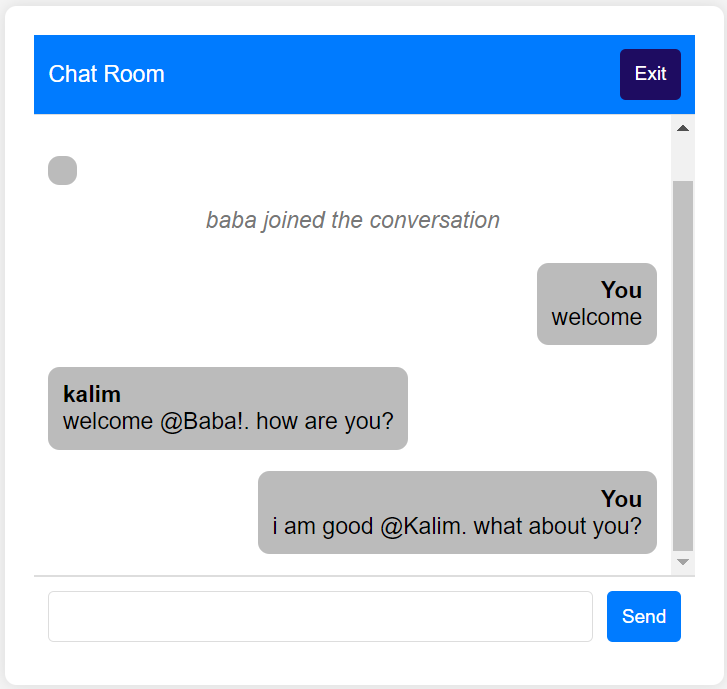 Chat Room
Exit
baba joined the conversation
You
welcome
kalim
welcome @Baba!. how are you?
You
i am good @Kalim. what about you?
Send